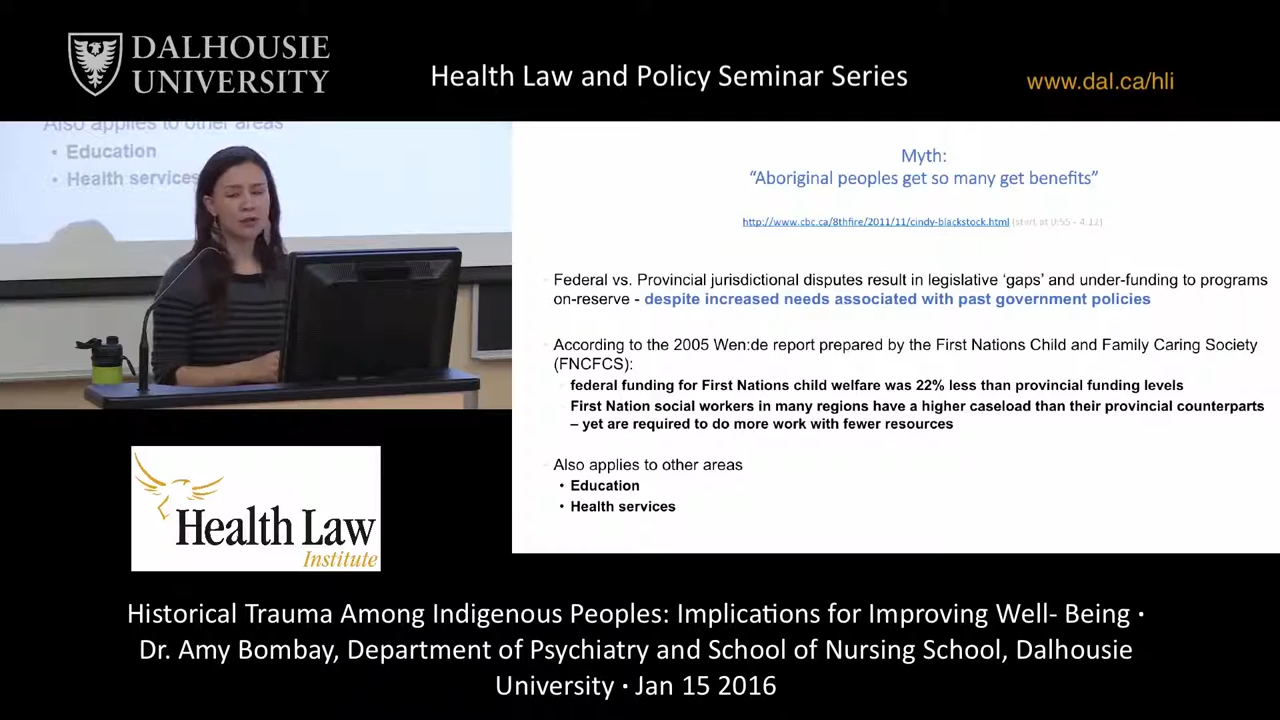 DALHOUSIE
UNIVERSITY
Health Law and Policy Seminar Series
www.dal.ca/hli
Also applies to other areas
• Education
• Health services
Myth:
“Aboriginal peoples get so many get benefits”
http://www.cbc.ca/8thfire/2011/11/cindy-blackstock.html (start at 0:55 - 4:12)
Federal vs. Provincial jurisdictional disputes result in legislative ‘gaps’ and under-funding to programs
on-reserve - despite increased needs associated with past government policies
According to the 2005 Wen:de report prepared by the First Nations Child and Family Caring Society
(FNCFCS):
federal funding for First Nations child welfare was 22% less than provincial funding levels
First Nation social workers in many regions have a higher caseload than their provincial counterparts
– yet are required to do more work with fewer resources
Also applies to other areas
• Education
• Health services
Health Law
Institute
Historical Trauma Among Indigenous Peoples: Implications for Improving Well- Being ·
Dr. Amy Bombay, Department of Psychiatry and School of Nursing School, Dalhousie
University · Jan 15 2016